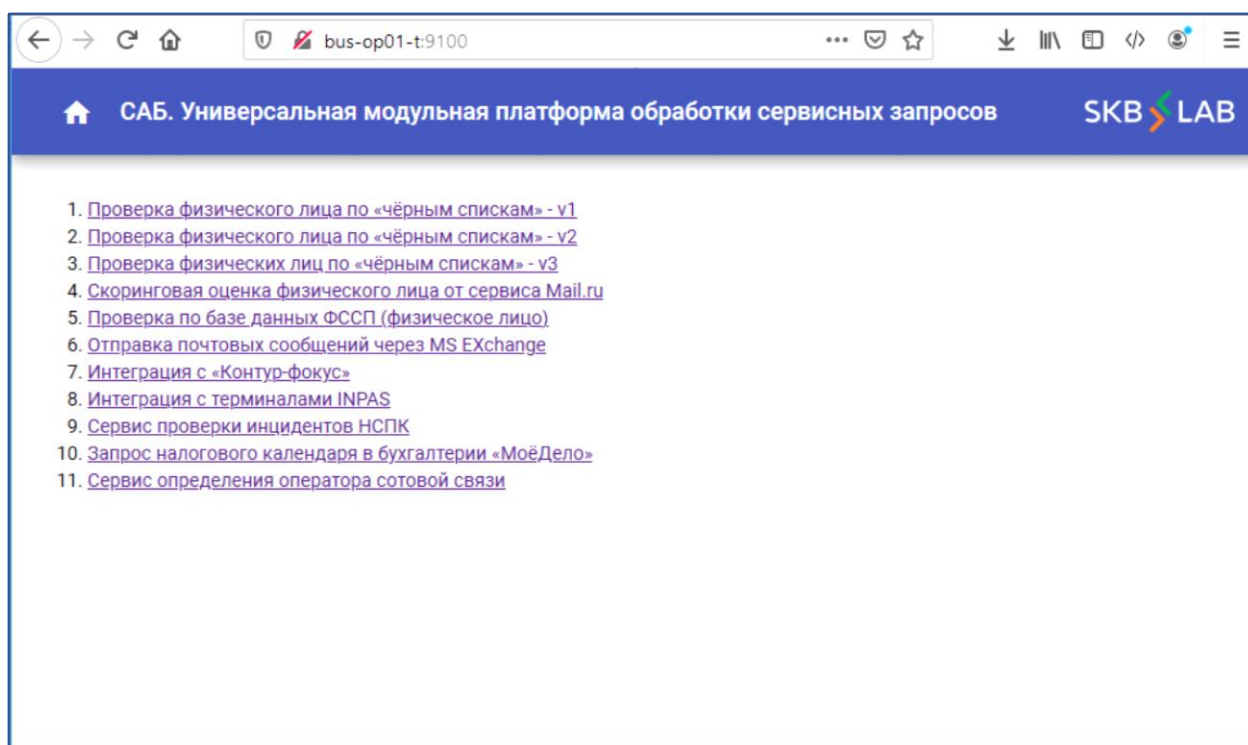 bus-op01-t:9100
САБ. Универсальная модульная платформа обработки сервисных запросов
SKB LAB
1. Проверка физического лица по «чёрным спискам» - v1
2. Проверка физического лица по «чёрным спискам» - v2
3. Проверка физических лиц по «чёрным спискам» - v3
4. Скоринговая оценка физического лица от сервиса Mail.ru
5. Проверка по базе данных ФССП (физическое лицо)
6. Отправка почтовых сообщений через MS EXchange
7. Интеграция с «Контур-фокус»
8. Интеграция с терминалами INPAS
9. Сервис проверки инцидентов НСПК
10. Запрос налогового календаря в бухгалтерии «МоёДело»
11. Сервис определения оператора сотовой связи